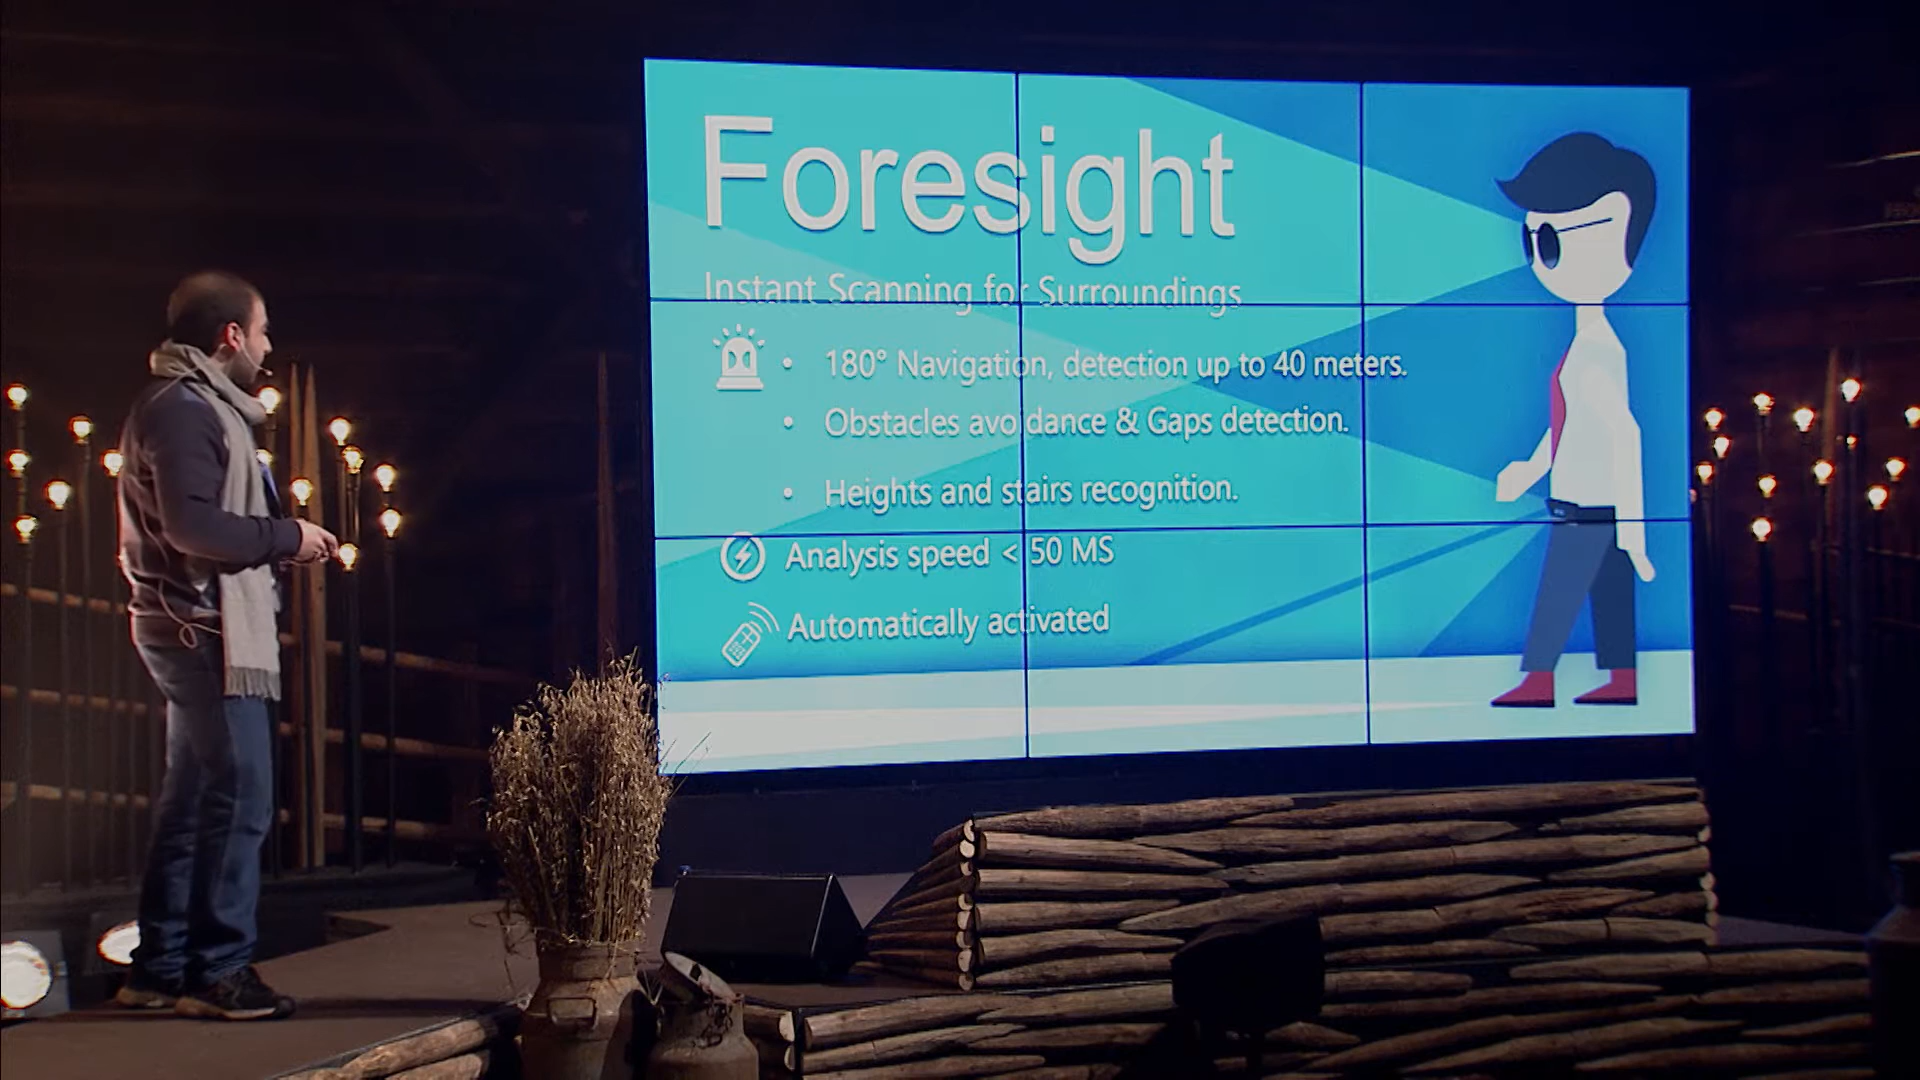 Foresight
Instant Scanning for Surroundings
• 180° Navigation, detection up to 40 meters.
• Obstacles avoidance & Gaps detection.
• Heights and stairs recognition.
Analysis speed < 50 MS
Automatically activated